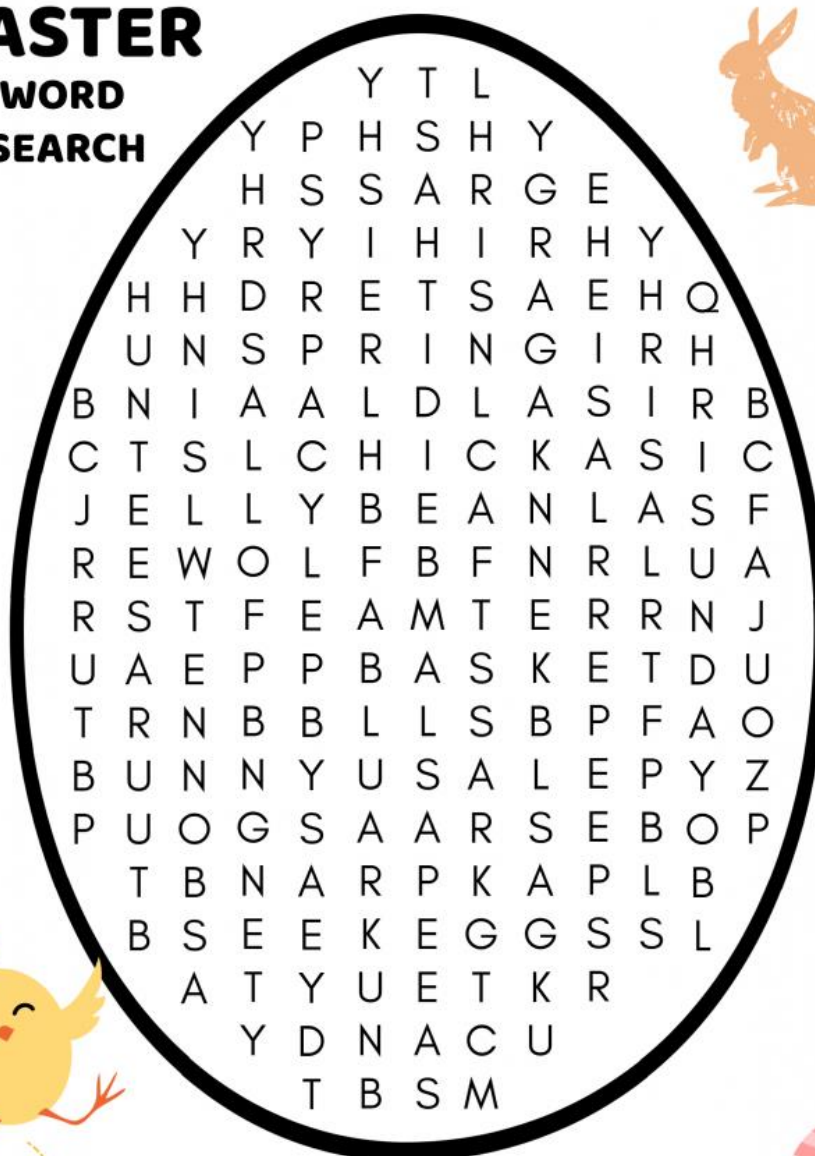 ASTER
WORD
SEARCH
Y T L
Y P H S H Y
H S S A R G E
Y R Y I H I R H Y
H H D R E T S A E H Q
U N S P R I N G I R H
B N I A A L D L A S I R B
C T S L C H I C K A S I C
J E L L Y B E A N L A S F
R E W O L F B F N R L U A
R S T F E A M T E R R N J
U A E P P B A S K E T D U
T R N B B L L S B P F A O
B U N N Y U S A L E P Y Z
P U O G S A A R S E B O P
T B N A R P K A P L B
B S E E K E G G S S L
A T Y U E T K R
Y D N A C U
T B S M